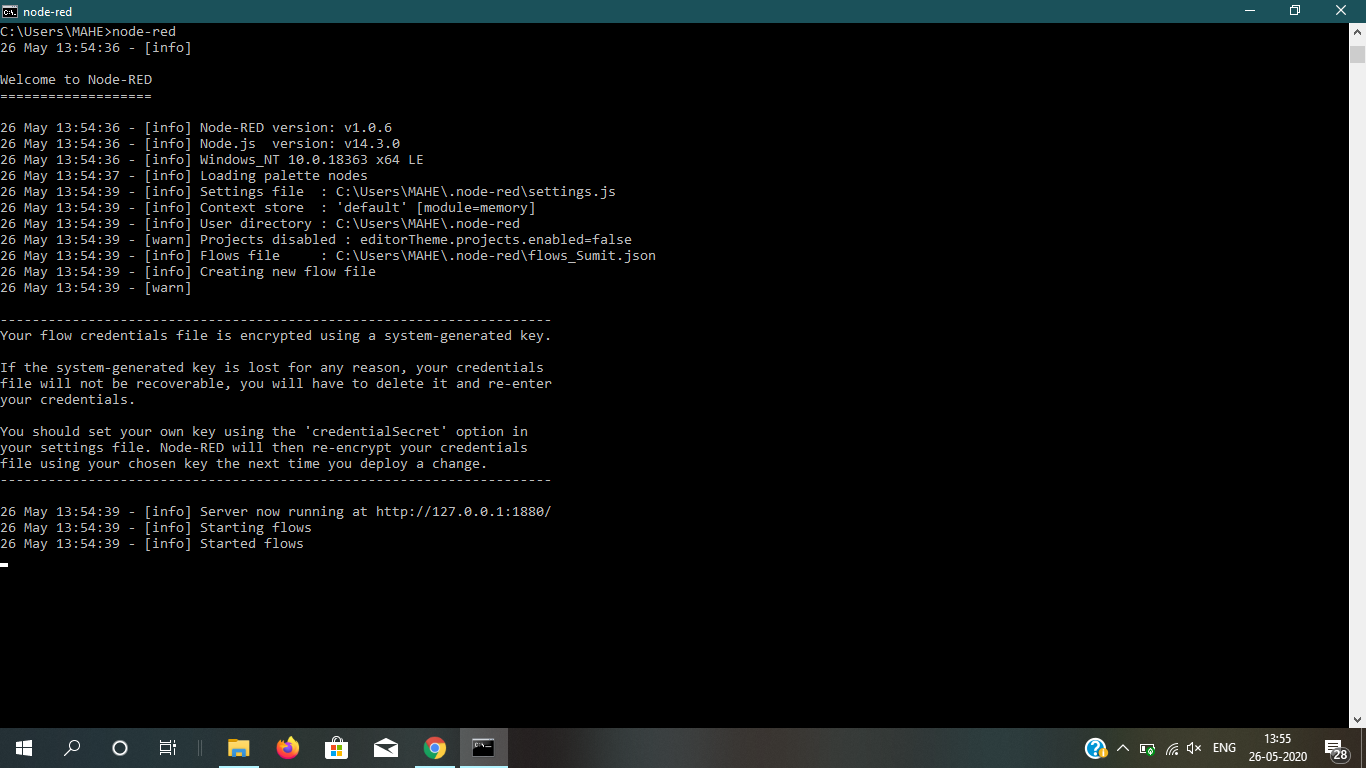 node-red
C:\Users\MAHE>node-red
26 May 13:54:36 - [info]
Welcome to Node-RED
===================
26 May 13:54:36 - [info] Node-RED version: v1.0.6
26 May 13:54:36 - [info] Node.js  version: v14.3.0
26 May 13:54:36 - [info] Windows_NT 10.0.18363 x64 LE
26 May 13:54:37 - [info] Loading palette nodes
26 May 13:54:39 - [info] Settings file  : C:\Users\MAHE\.node-red\settings.js
26 May 13:54:39 - [info] Context store  : 'default' [module=memory]
26 May 13:54:39 - [info] User directory : C:\Users\MAHE\.node-red
26 May 13:54:39 - [warn] Projects disabled : editorTheme.projects.enabled=false
26 May 13:54:39 - [info] Flows file     : C:\Users\MAHE\.node-red\flows_Sumit.json
26 May 13:54:39 - [info] Creating new flow file
26 May 13:54:39 - [warn]
---------------------------------------------------------------------
Your flow credentials file is encrypted using a system-generated key.
If the system-generated key is lost for any reason, your credentials
file will not be recoverable, you will have to delete it and re-enter
your credentials.
You should set your own key using the 'credentialSecret' option in
your settings file. Node-RED will then re-encrypt your credentials
file using your chosen key the next time you deploy a change.
---------------------------------------------------------------------
26 May 13:54:39 - [info] Server now running at http://127.0.0.1:1880/
26 May 13:54:39 - [info] Starting flows
26 May 13:54:39 - [info] Started flows
ENG
13:55
26-05-2020
28